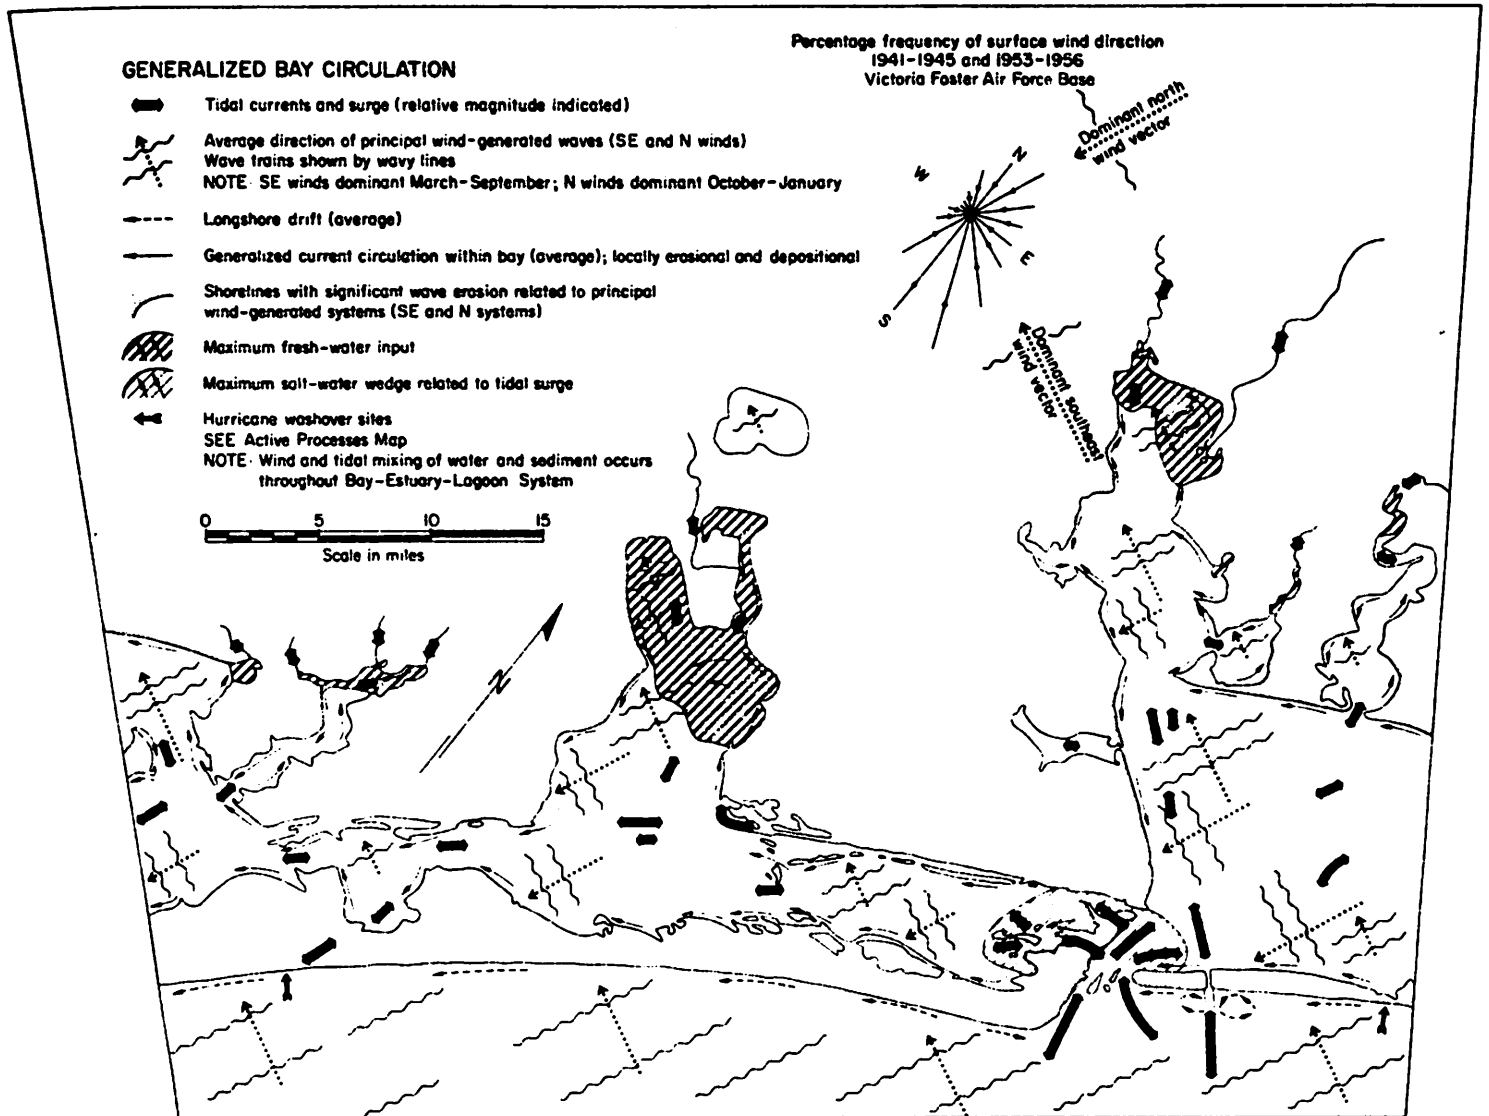 GENERALIZED BAY CIRCULATION
Tidal currents and surge (relative magnitude indicated)
Average direction of principal wind-generated waves (SE and N winds)
Wave trains shown by wavy lines
NOTE: SE winds dominant March-September; N winds dominant October-January
Longshore drift (average)
Generalized current circulation within bay (average); locally erosional and depositional
Shorelines with significant wave erosion related to principal
wind-generated systems (SE and N systems)
Maximum fresh-water input
Maximum salt-water wedge related to tidal surge
Hurricane washover sites
SEE Active Processes Map
NOTE: Wind and tidal mixing of water and sediment occurs
throughout Bay-Estuary-Lagoon System
0 5 10 15
Scale in miles
Percentage frequency of surface wind direction
1941-1945 and 1953-1956
Victoria Foster Air Force Base
Dominant north
wind vector
N
W
E
S
Dominant southeast
wind vector
N